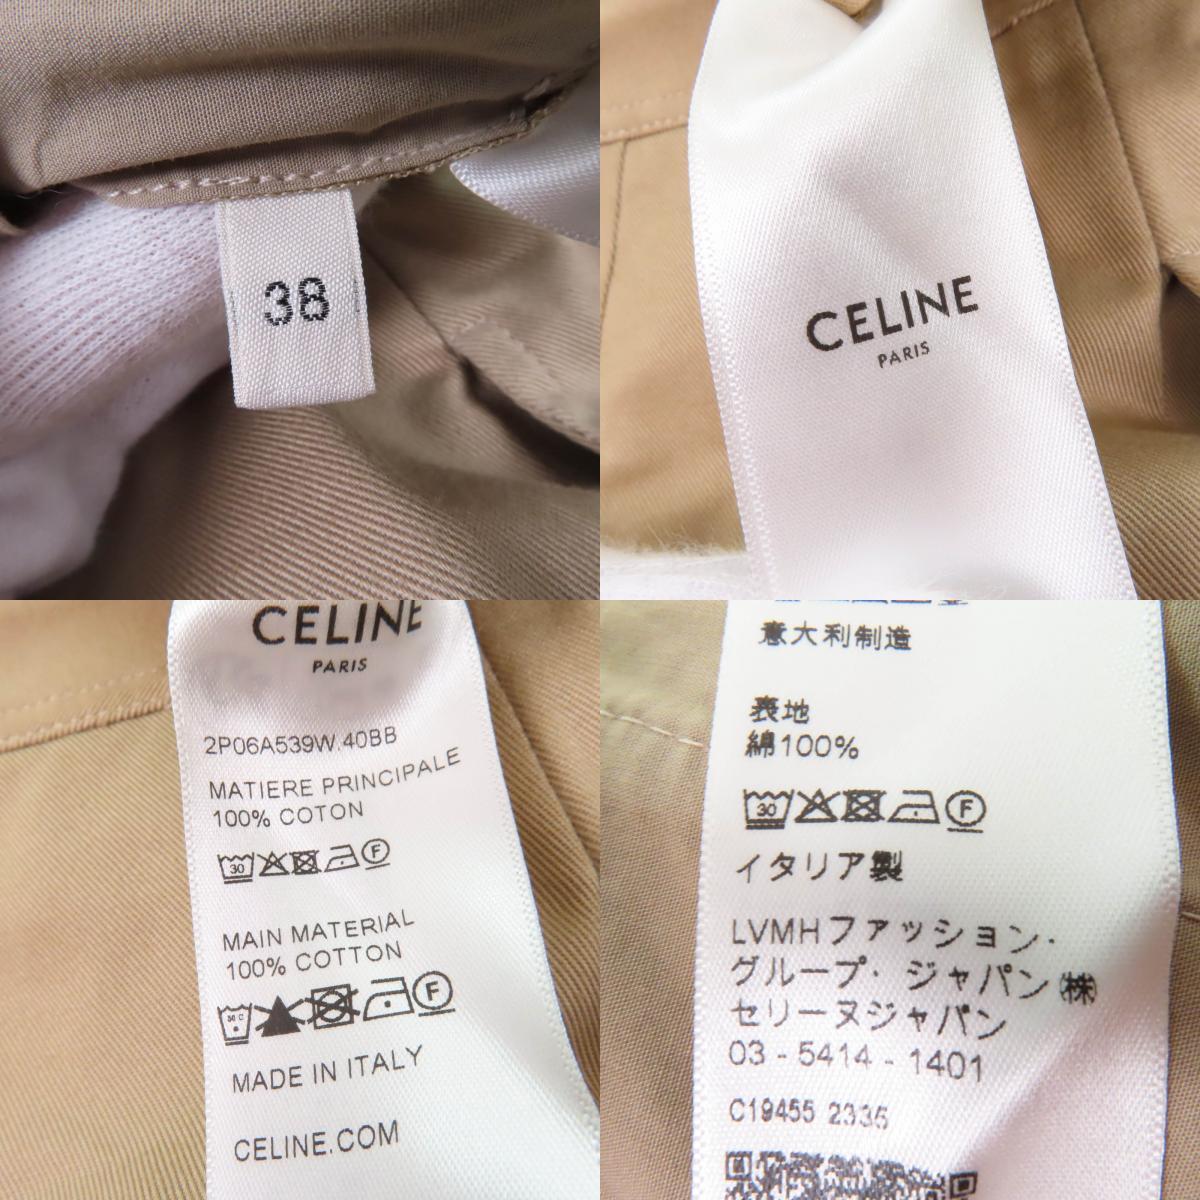 38
CELINE
PARIS
CELINE
PARIS
2P06A539W.40BB
MATIERE PRINCIPALE
100% COTON
30
F
MAIN MATERIAL
100% COTTON
30 C
F
MADE IN ITALY
CELINE.COM
意大利制造
表地
綿100%
30
F
イタリア製
LVMHファッション・
グループ・ジャパン㈱
セリーヌジャパン
03 - 5414 - 1401
C19455 2335